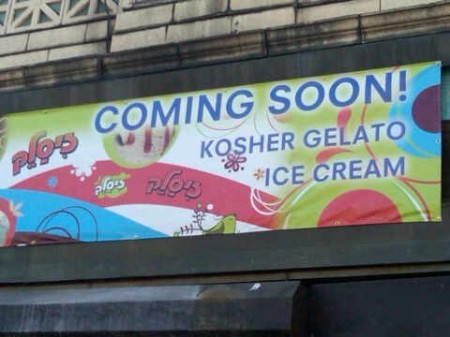 COMING SOON!
KOSHER GELATO
ICE CREAM